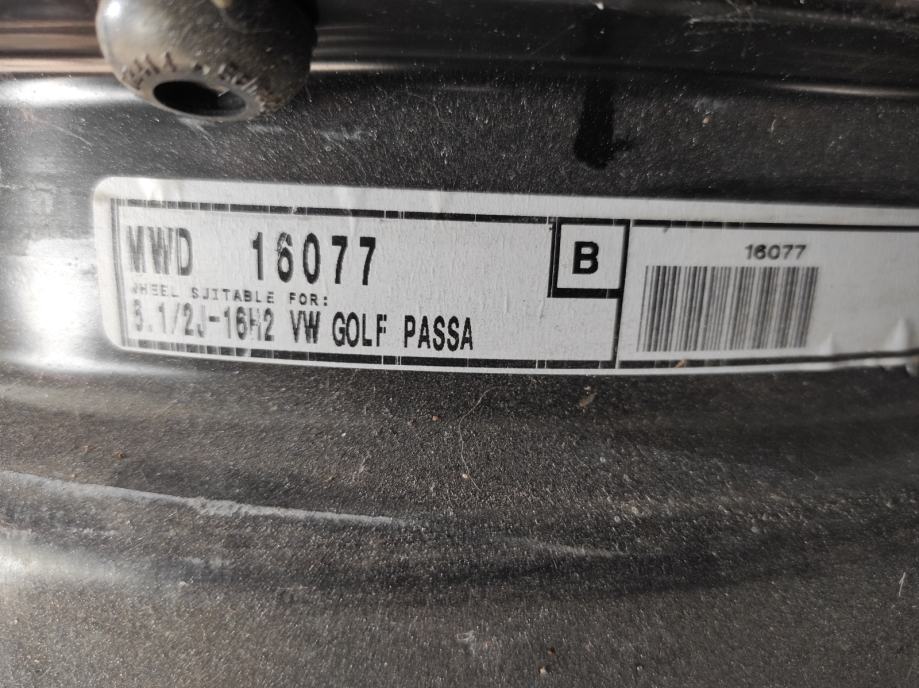 MWD 16077
B
16077
WHEEL SUITABLE FOR:
6.1/2J-16H2 VW GOLF PASSA